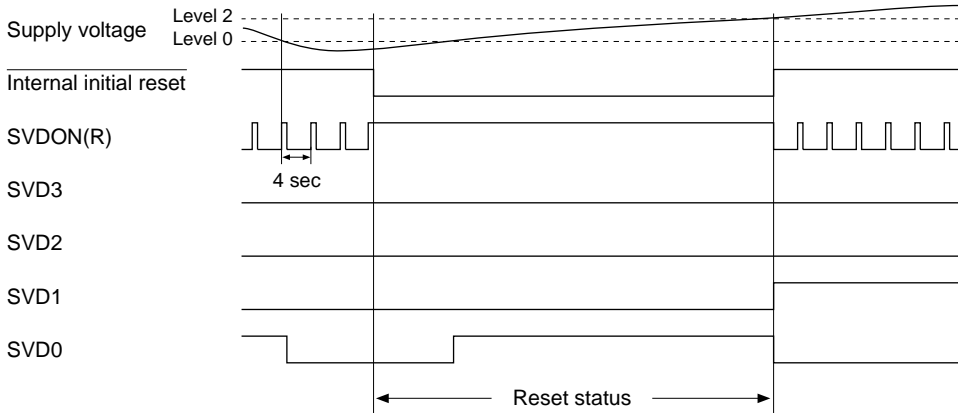 Level 2
Supply voltage
Level 0
Internal initial reset
SVDON(R)
4 sec
SVD3
SVD2
SVD1
SVD0
Reset status